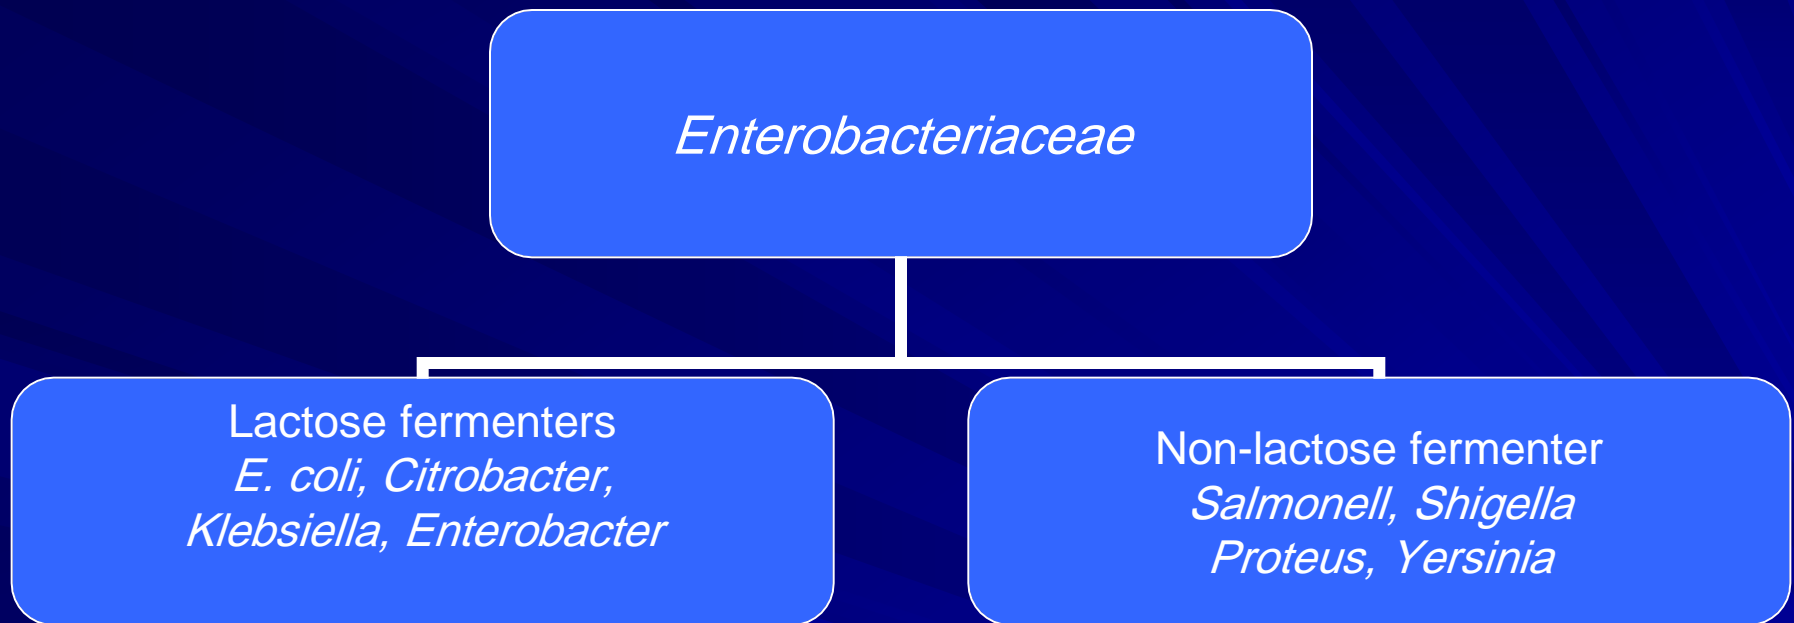 Enterobacteriaceae
Lactose fermenters
E. coli, Citrobacter,
Klebsiella, Enterobacter
Non-lactose fermenter
Salmonell, Shigella
Proteus, Yersinia